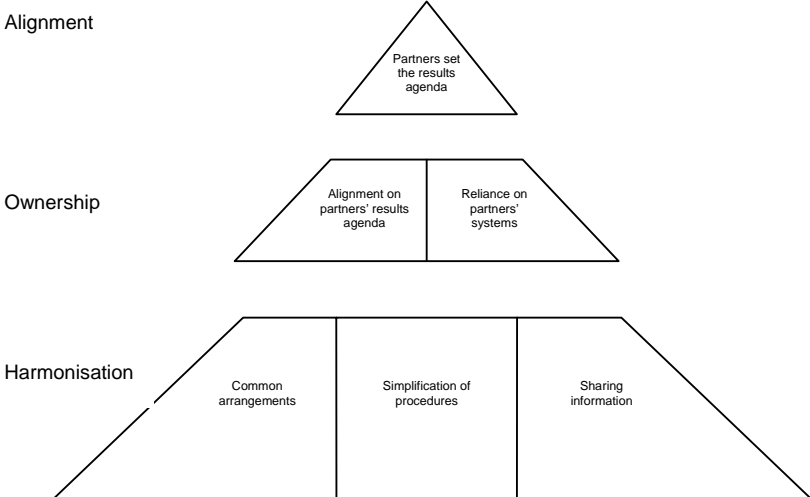 Alignment
Partners set
the results
agenda
Ownership
Alignment on
partners' results
agenda
Reliance on
partners'
systems
Harmonisation
Common
arrangements
Simplification of
procedures
Sharing
information